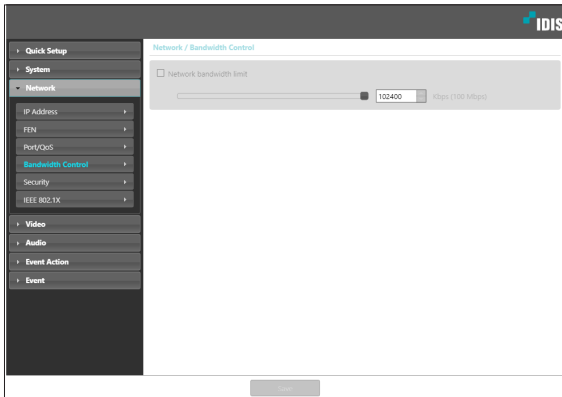 IDIS
Quick Setup
System
Network
IP Address
FEN
Port/QoS
Bandwidth Control
Security
IEEE 802.1X
Video
Audio
Event Action
Event
Network / Bandwidth Control
Network bandwidth limit
102400 Kbps (100 Mbps)
Save